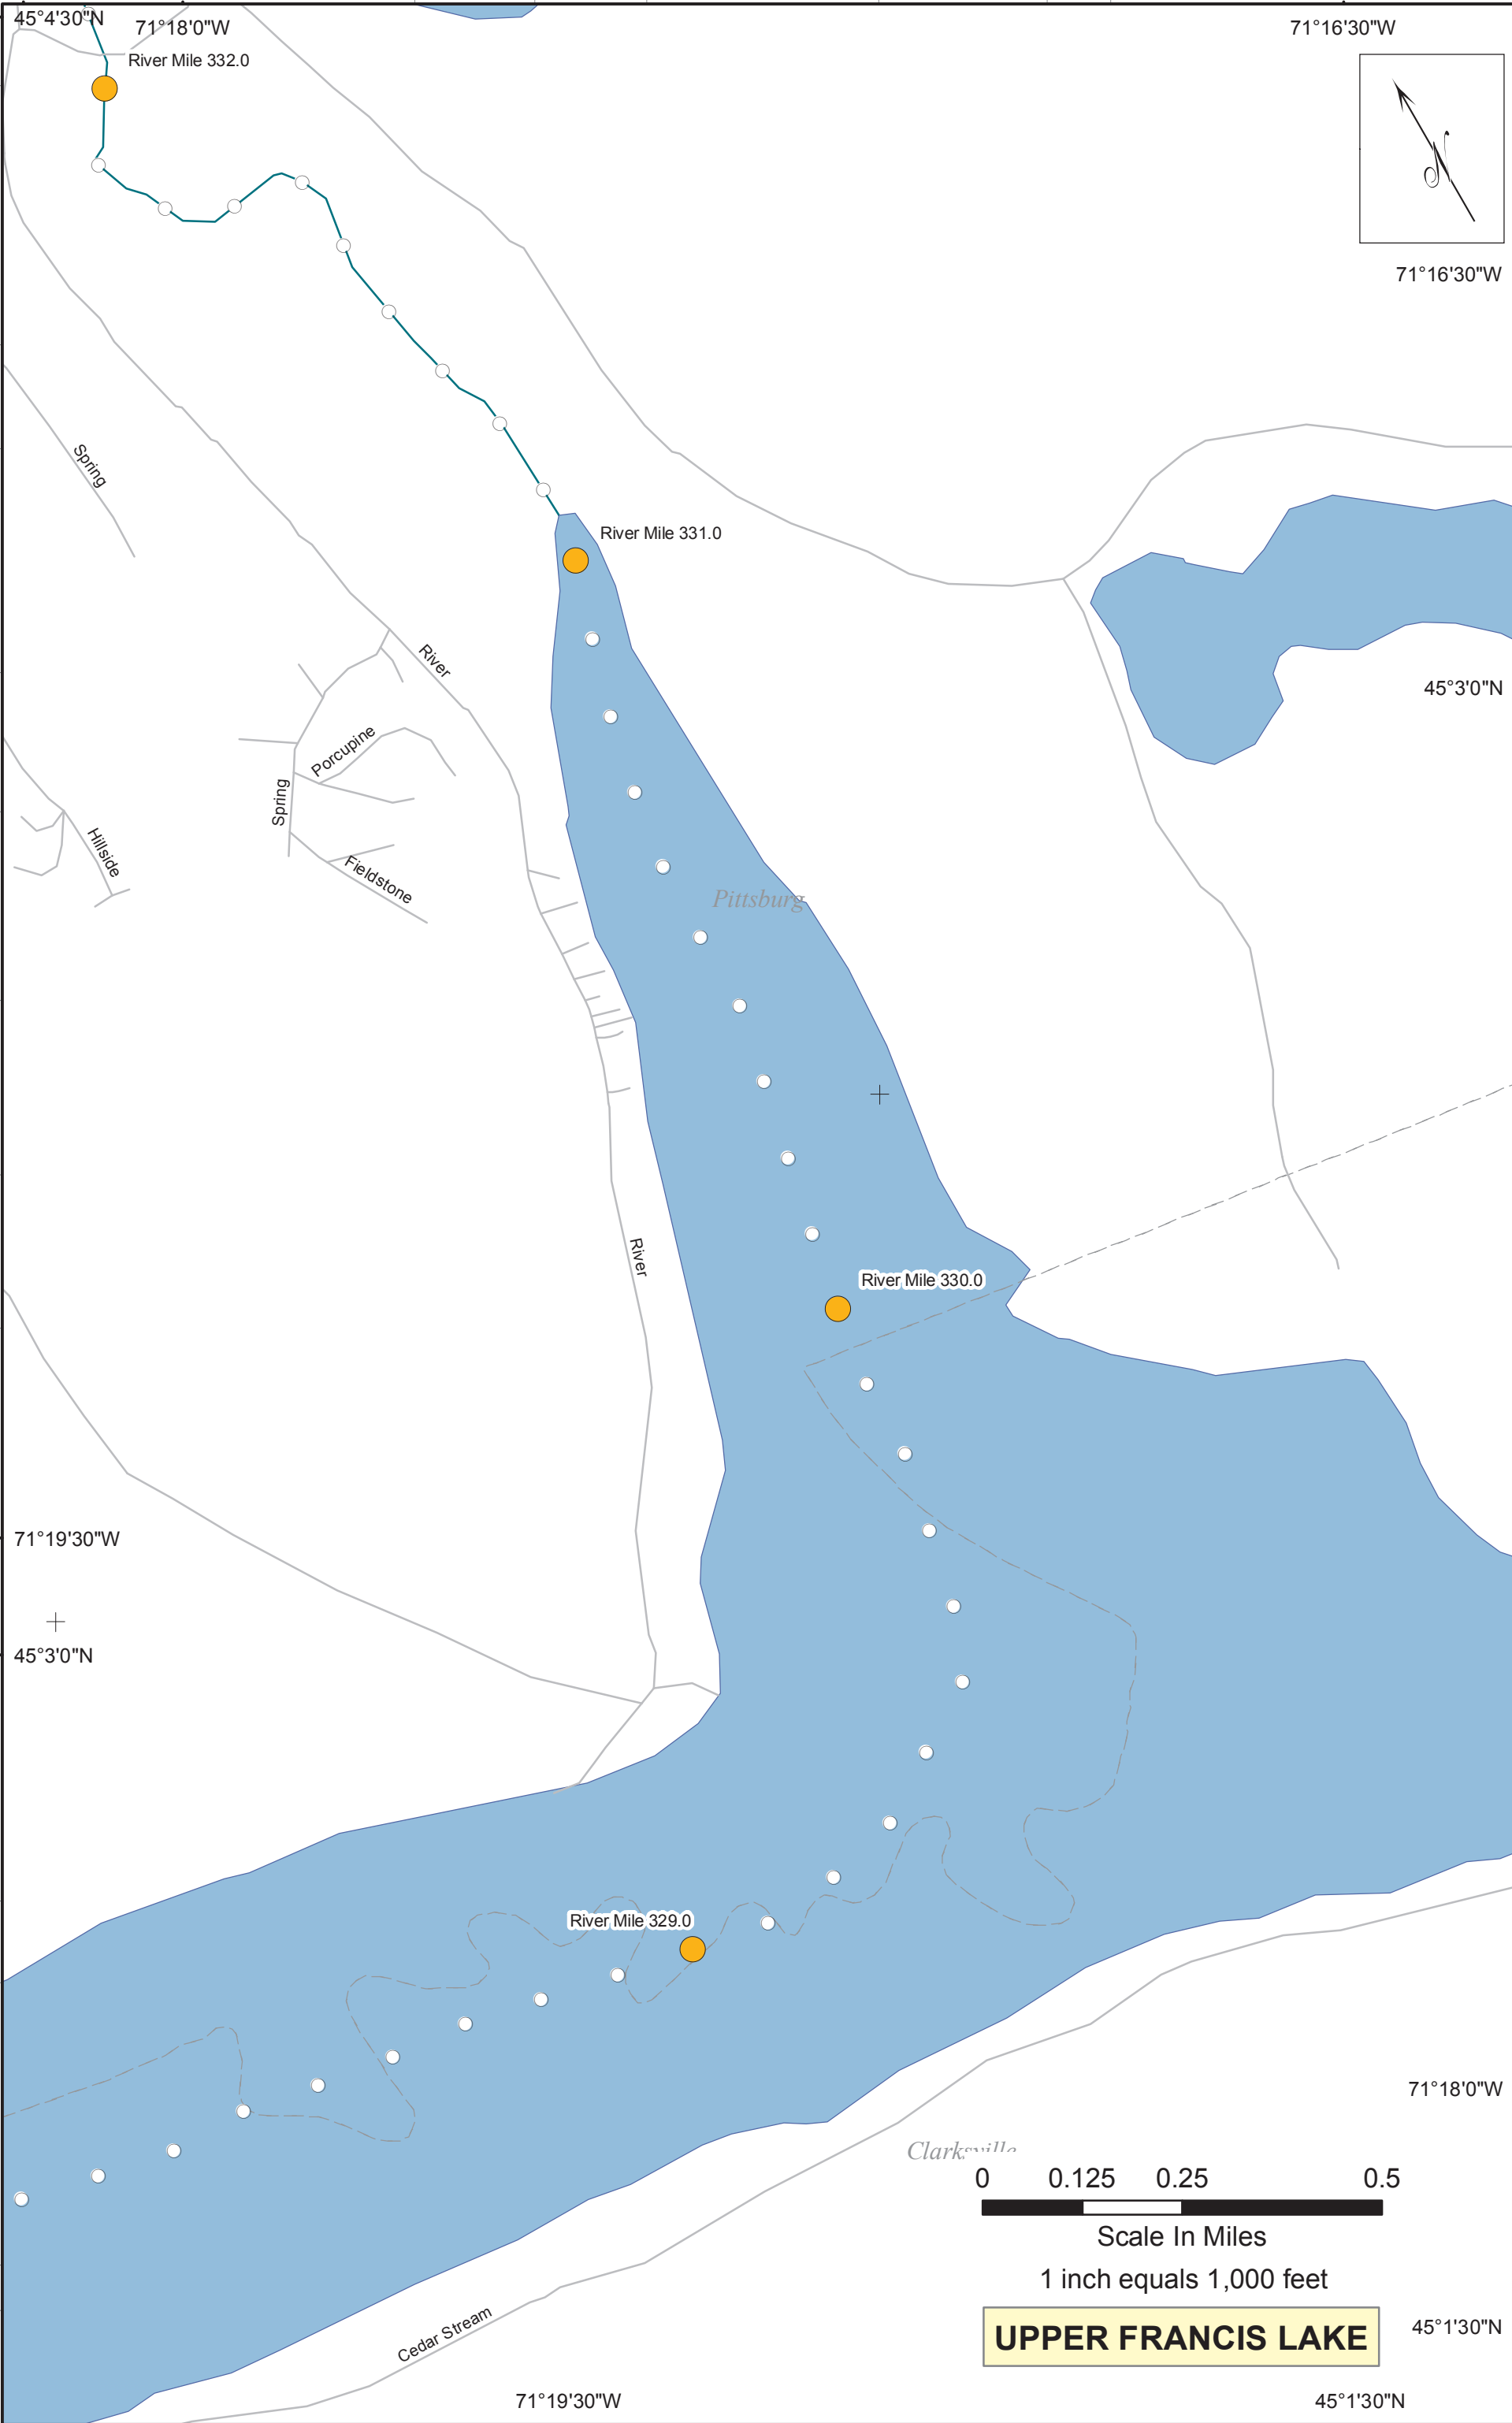 45°4'30"N
71°18'0"W
71°16'30"W
River Mile 332.0
N
71°16'30"W
Spring
River Mile 331.0
River
45°3'0"N
Porcupine
Spring
Hillside
Fieldstone
Pittsburg
River
River Mile 330.0
71°19'30"W
45°3'0"N
River Mile 329.0
71°18'0"W
Clarksville
0 0.125 0.25 0.5
Scale In Miles
1 inch equals 1,000 feet
UPPER FRANCIS LAKE
45°1'30"N
Cedar Stream
71°19'30"W
45°1'30"N